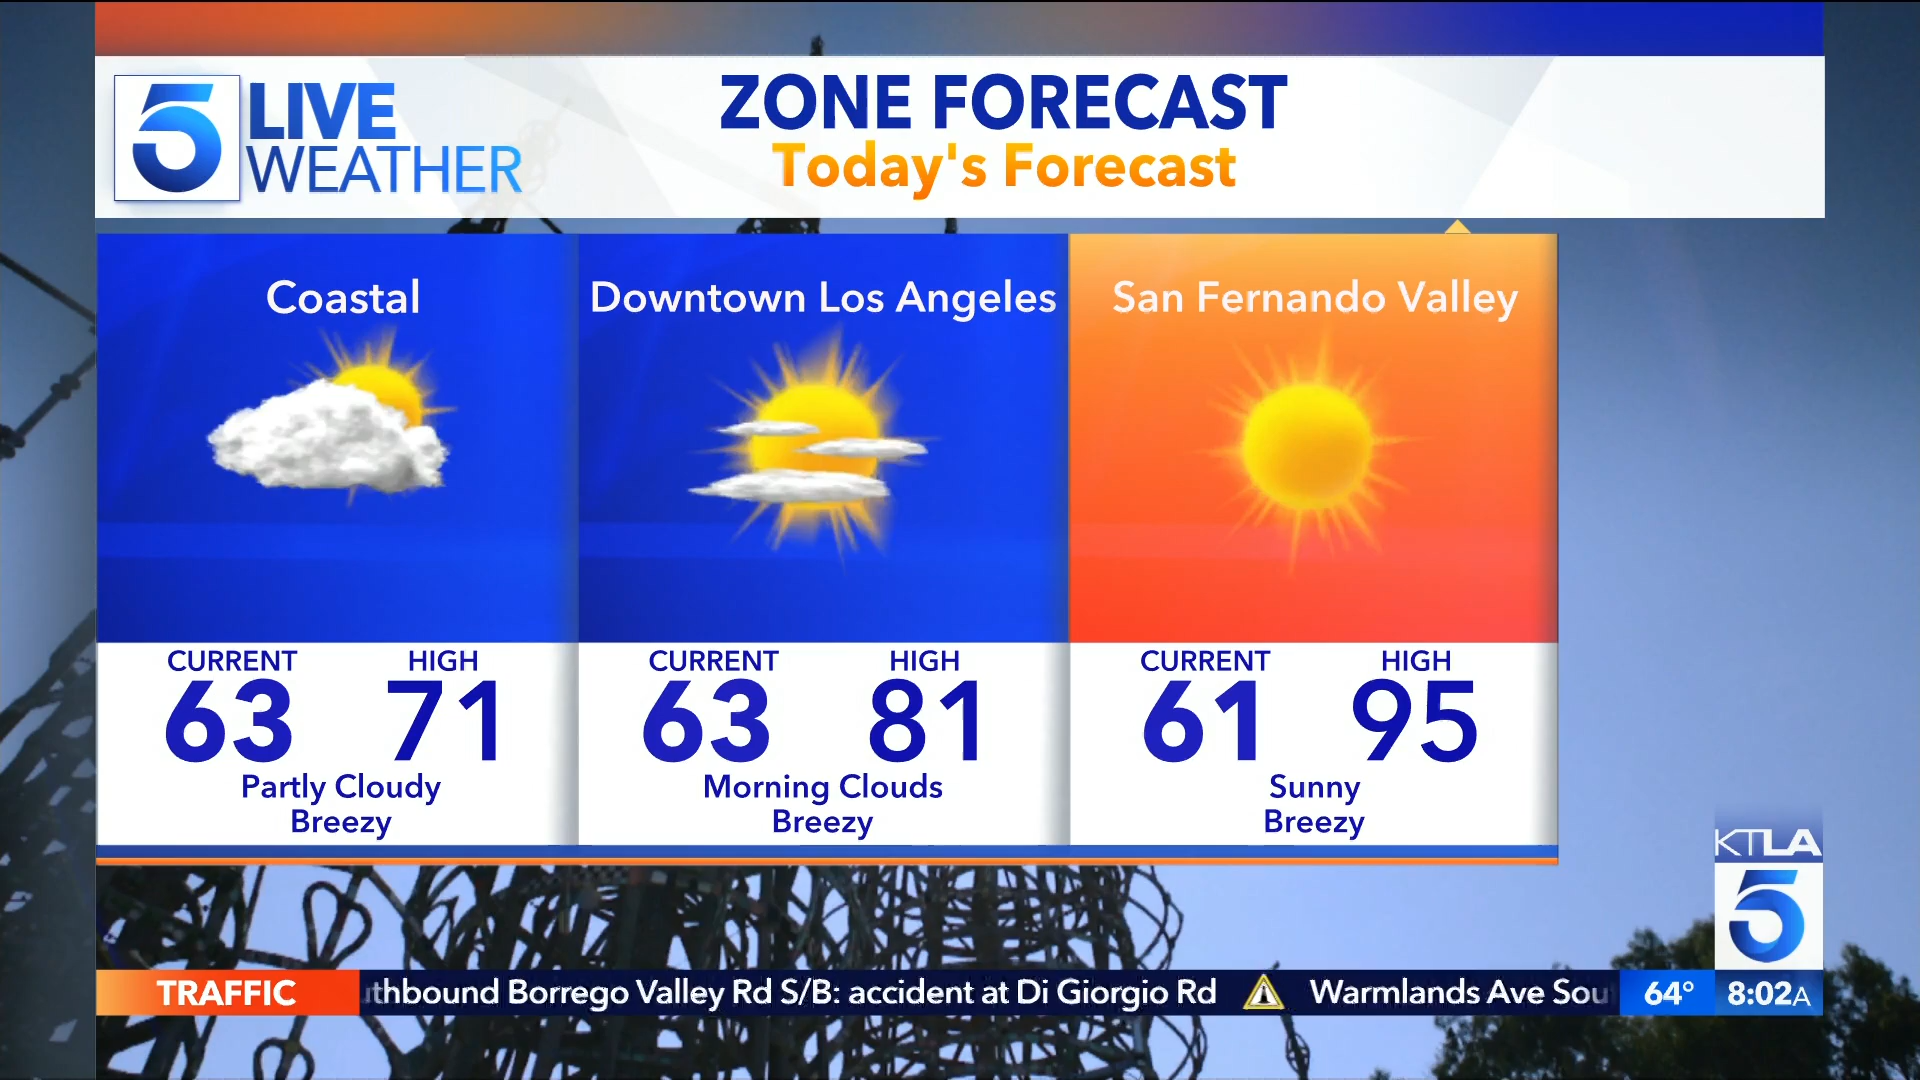 5 LIVE
WEATHER
ZONE FORECAST
Today's Forecast
Coastal
CURRENT HIGH
63 71
Partly Cloudy
Breezy
Downtown Los Angeles
CURRENT HIGH
63 81
Morning Clouds
Breezy
San Fernando Valley
CURRENT HIGH
61 95
Sunny
Breezy
KTLA
5
TRAFFIC
Borrego Valley Rd S/B: accident at Di Giorgio Rd
Warmlands Ave
64°
8:02A